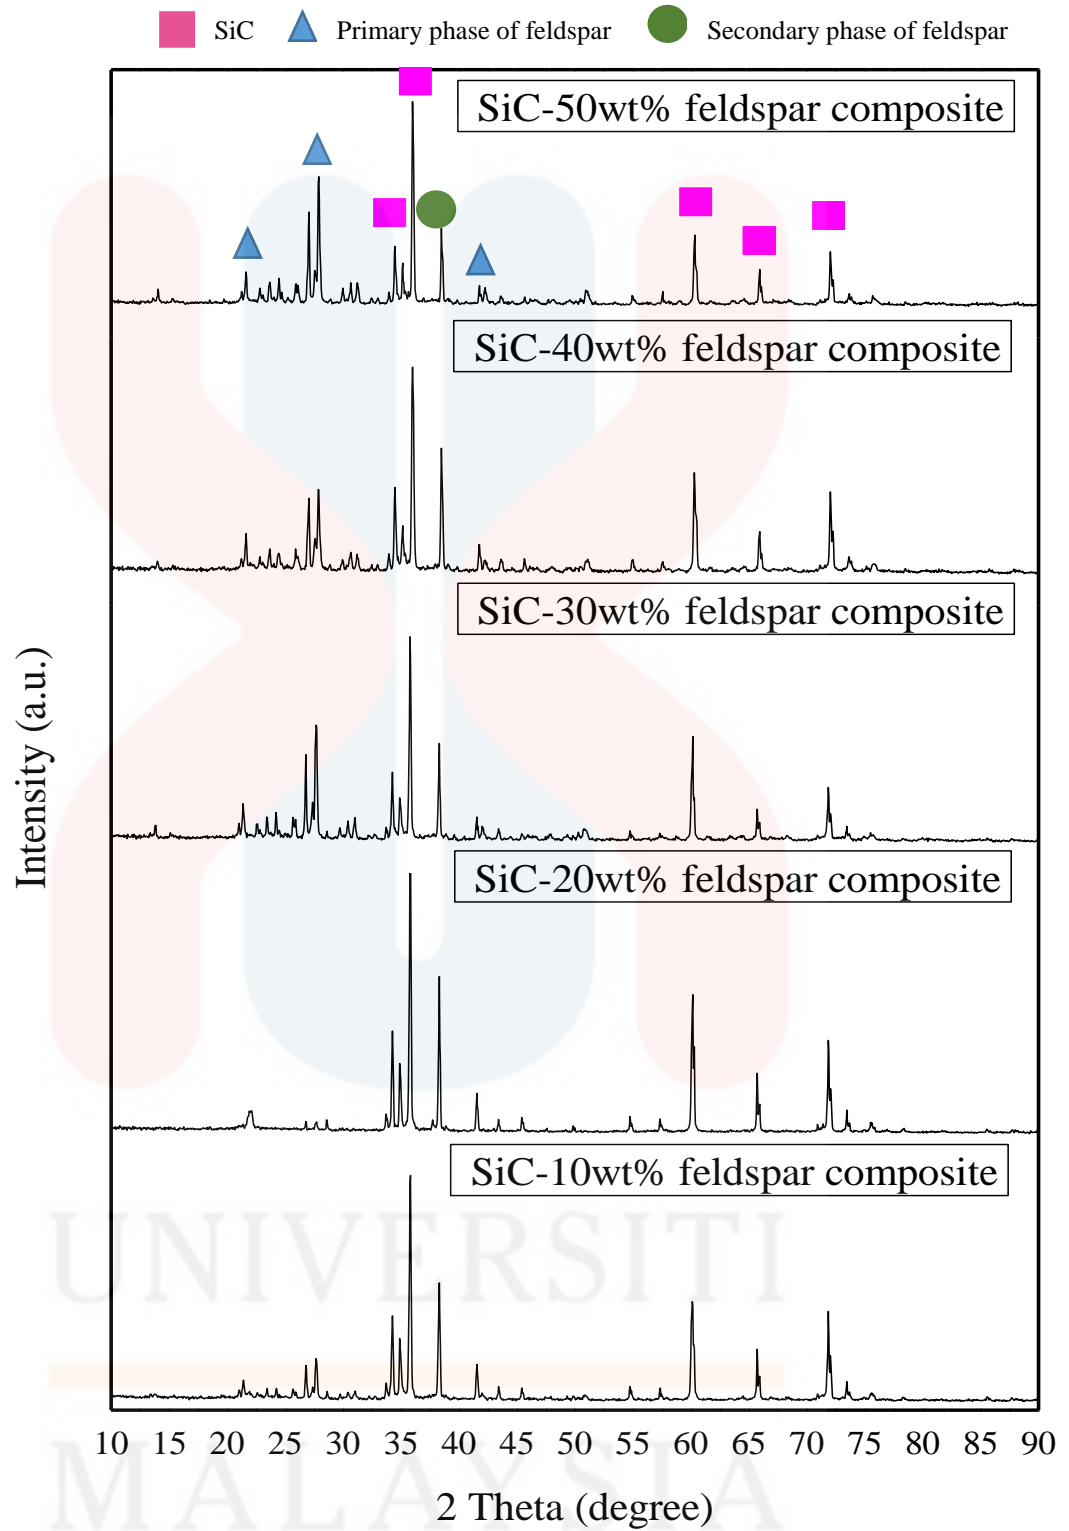 SiC Primary phase of feldspar Secondary phase of feldspar
SiC-50wt% feldspar composite
SiC-40wt% feldspar composite
SiC-30wt% feldspar composite
Intensity (a.u.)
SiC-20wt% feldspar composite
SiC-10wt% feldspar composite
UNIVERSITI
10 15 20 25 30 35 40 45 50 55 60 65 70 75 80 85 90
MALAYSIA
2 Theta (degree)